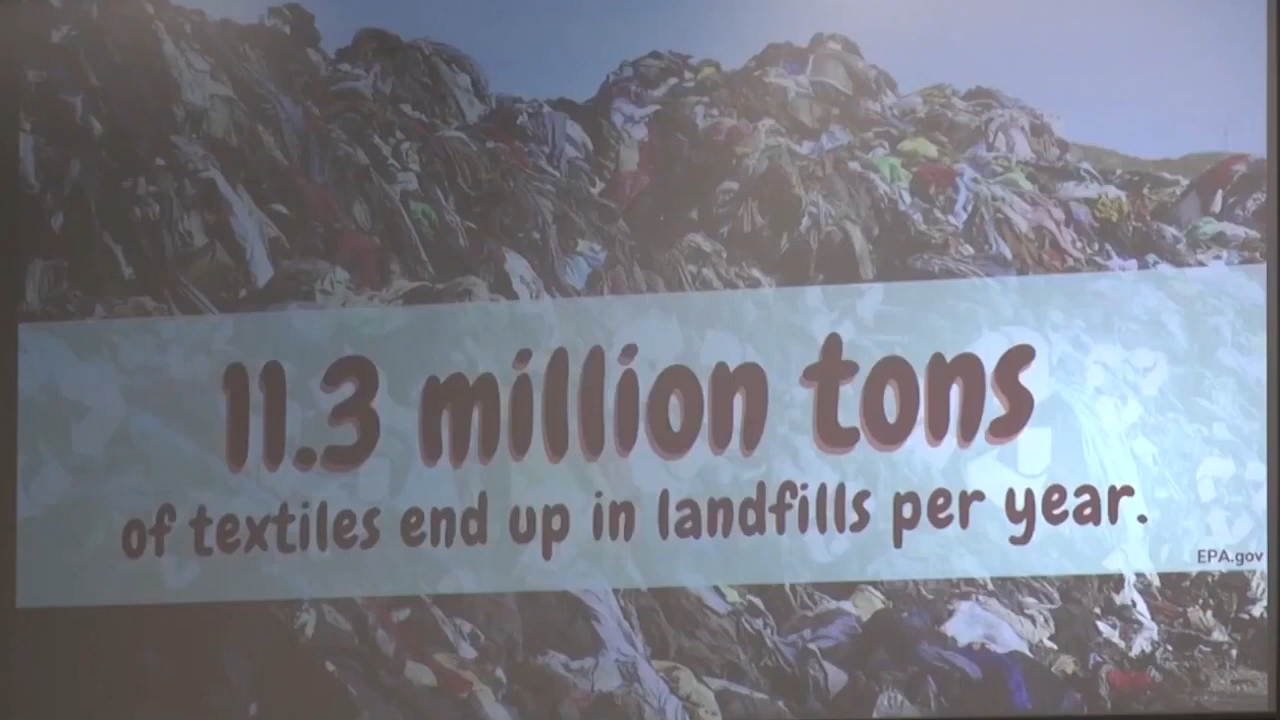 11.3 million tons
of textiles end up in landfills per year.
EPA.gov